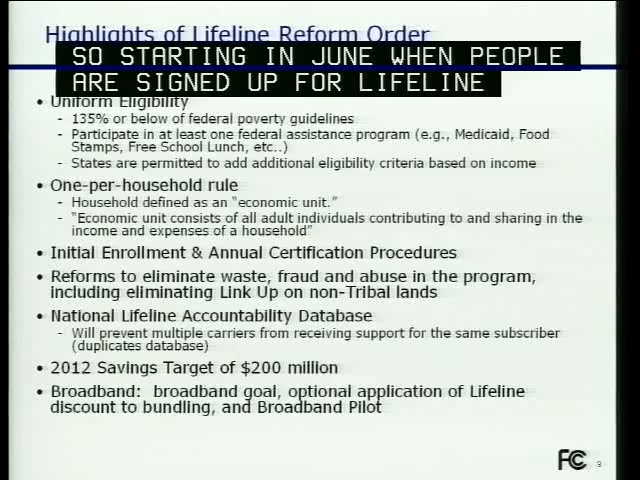 Highlights of Lifeline Reform Order
SO STARTING IN JUNE WHEN PEOPLE
ARE SIGNED UP FOR LIFELINE
• Uniform Eligibility
- 135% or below of federal poverty guidelines
- Participate in at least one federal assistance program (e.g., Medicaid, Food
Stamps, Free School Lunch, etc..)
- States are permitted to add additional eligibility criteria based on income
• One-per-household rule
- Household defined as an “economic unit.”
- “Economic unit consists of all adult individuals contributing to and sharing in the
income and expenses of a household”
• Initial Enrollment & Annual Certification Procedures
• Reforms to eliminate waste, fraud and abuse in the program,
including eliminating Link Up on non-Tribal lands
• National Lifeline Accountability Database
- Will prevent multiple carriers from receiving support for the same subscriber
(duplicates database)
• 2012 Savings Target of $200 million
• Broadband: broadband goal, optional application of Lifeline
discount to bundling, and Broadband Pilot
FCC 3